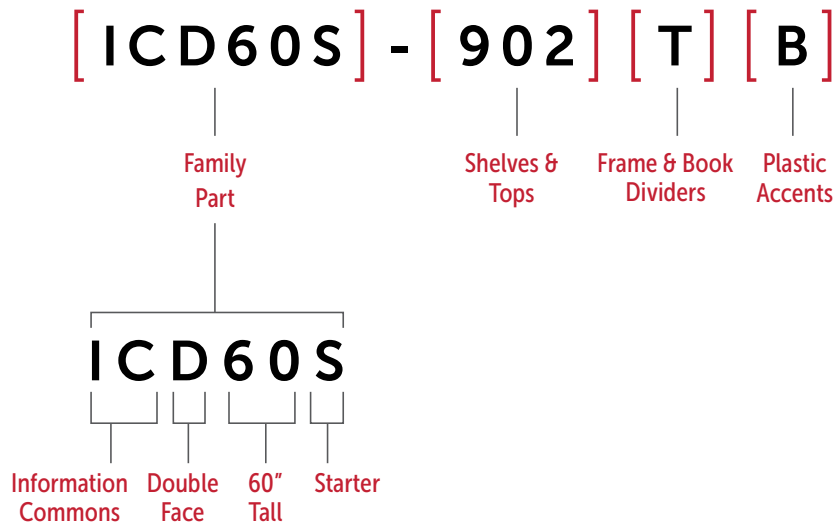 [ICD60S] - [902] [T] [B]
Family
Part
Shelves &
Tops
Frame & Book
Dividers
Plastic
Accents
ICD60S
Information
Commons
Double
Face
60”
Tall
Starter